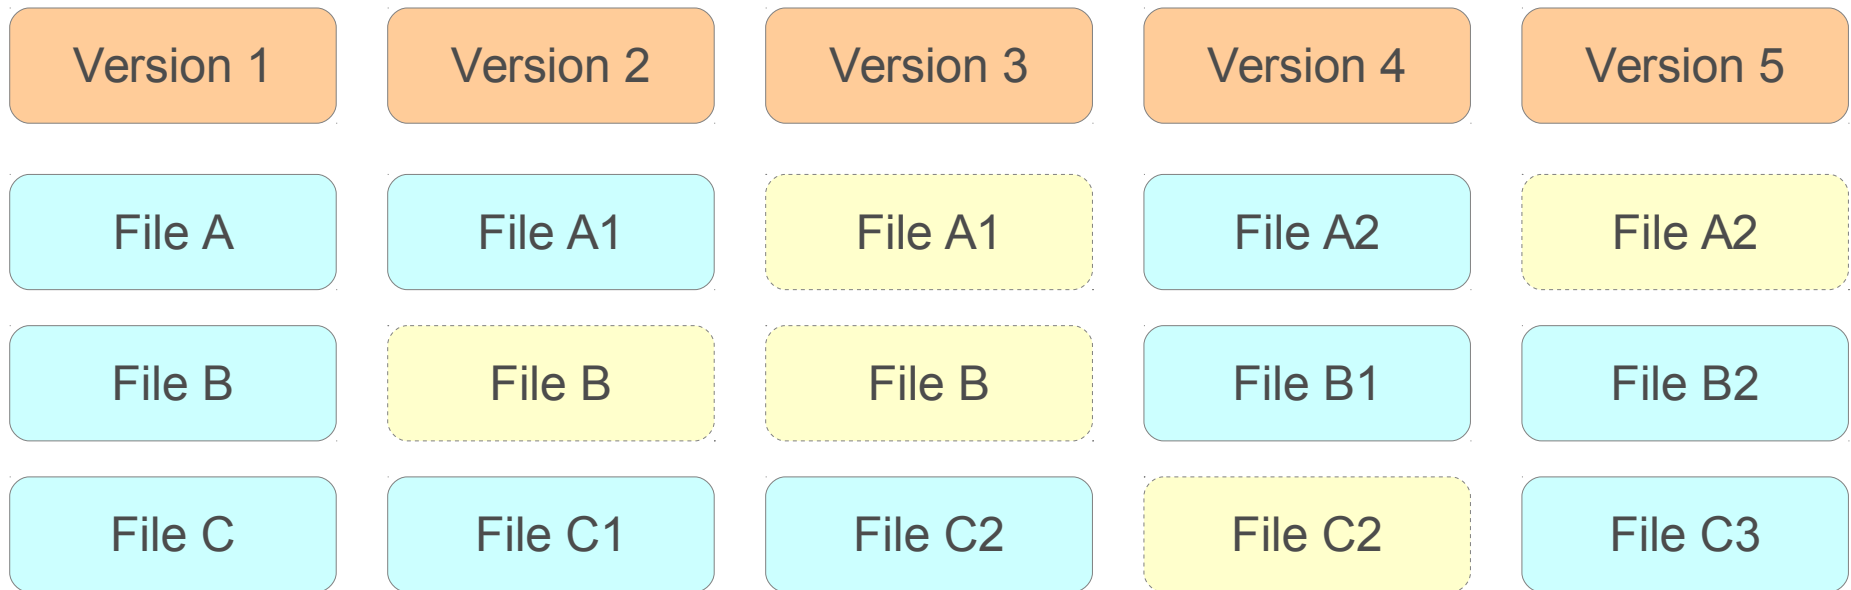 Version 1 Version 2 Version 3 Version 4 Version 5
File A File A1 File A1 File A2 File A2
File B File B File B File B1 File B2
File C File C1 File C2 File C2 File C3